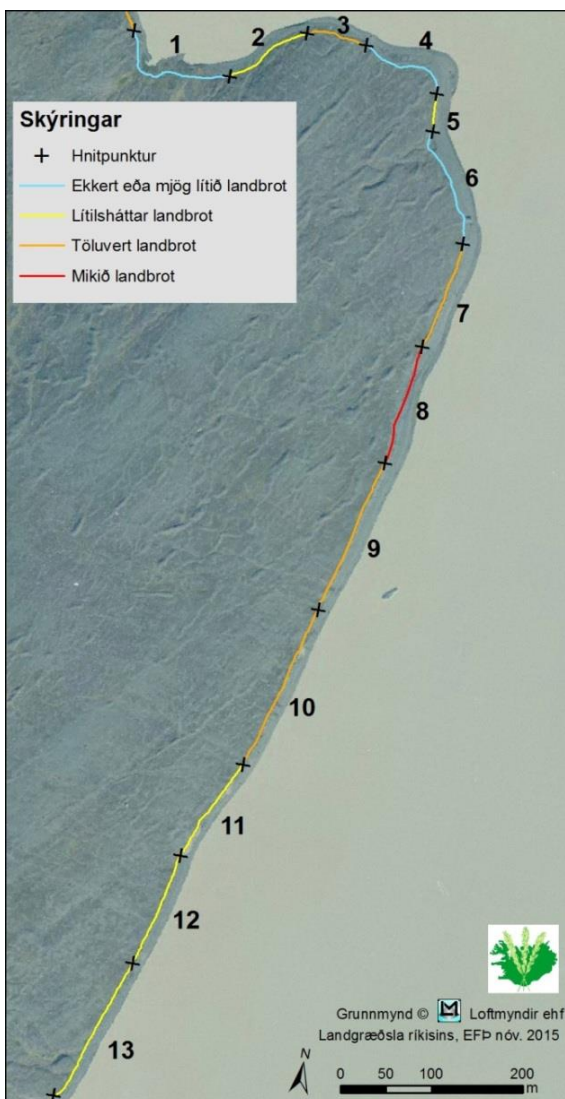 1
2
3
4
5
6
7
8
9
10
11
12
13
Skýringar
Hnitpunktur
Ekkert eða mjög lítið landbrot
Lítilsháttar landbrot
Töluvert landbrot
Mikið landbrot
Grunnmynd © Loftmyndir ehf
Landgræðsla ríkisins, EFÞ nóv. 2015
N
0 50 100 200
m